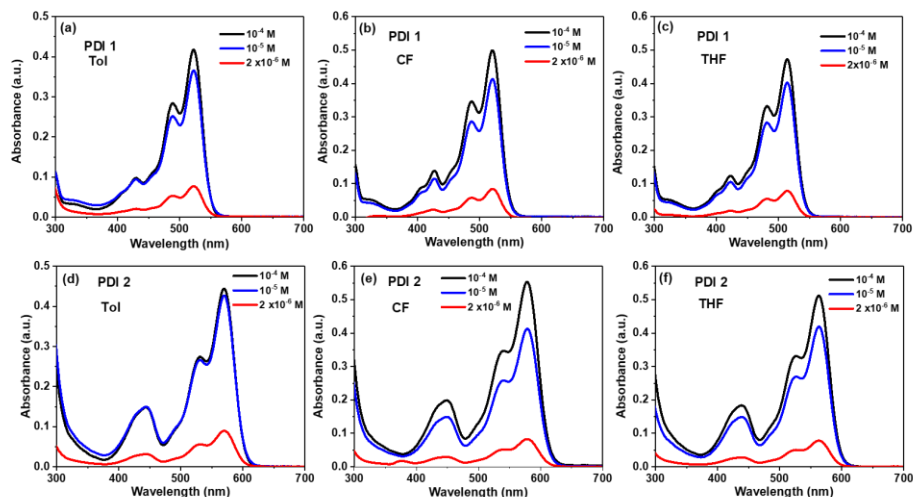 (a)
PDI 1
Tol
10⁻⁴ M
10⁻⁵ M
2 x10⁻⁶ M
Absorbance (a.u.)
0.5
0.4
0.3
0.2
0.1
0.0
300 400 500 600 700
Wavelength (nm)
(b)
PDI 1
CF
10⁻⁴ M
10⁻⁵ M
2 x10⁻⁶ M
Absorbance (a.u.)
0.6
0.5
0.4
0.3
0.2
0.1
0.0
300 400 500 600 700
Wavelength (nm)
(c)
PDI 1
THF
10⁻⁴ M
10⁻⁵ M
2x10⁻⁶ M
Absorbance (a.u.)
0.6
0.5
0.4
0.3
0.2
0.1
0.0
300 400 500 600 700
Wavelength (nm)
(d)
PDI 2
Tol
10⁻⁴ M
10⁻⁵ M
2 x10⁻⁶ M
Absorbance (a.u.)
0.5
0.4
0.3
0.2
0.1
0.0
300 400 500 600 700
Wavelength (nm)
(e)
PDI 2
CF
10⁻⁴ M
10⁻⁵ M
2 x10⁻⁶ M
Absorbance (a.u.)
0.6
0.5
0.4
0.3
0.2
0.1
0.0
300 400 500 600 700
Wavelength (nm)
(f)
PDI 2
THF
10⁻⁴ M
10⁻⁵ M
2 x10⁻⁶ M
Absorbance (a.u.)
0.6
0.5
0.4
0.3
0.2
0.1
0.0
300 400 500 600 700
Wavelength (nm)